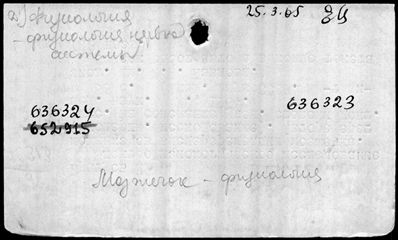 2) Физиология 25.3.65
- физиология нервной
системы
636324 636323
652915
Мозжечок - физиология